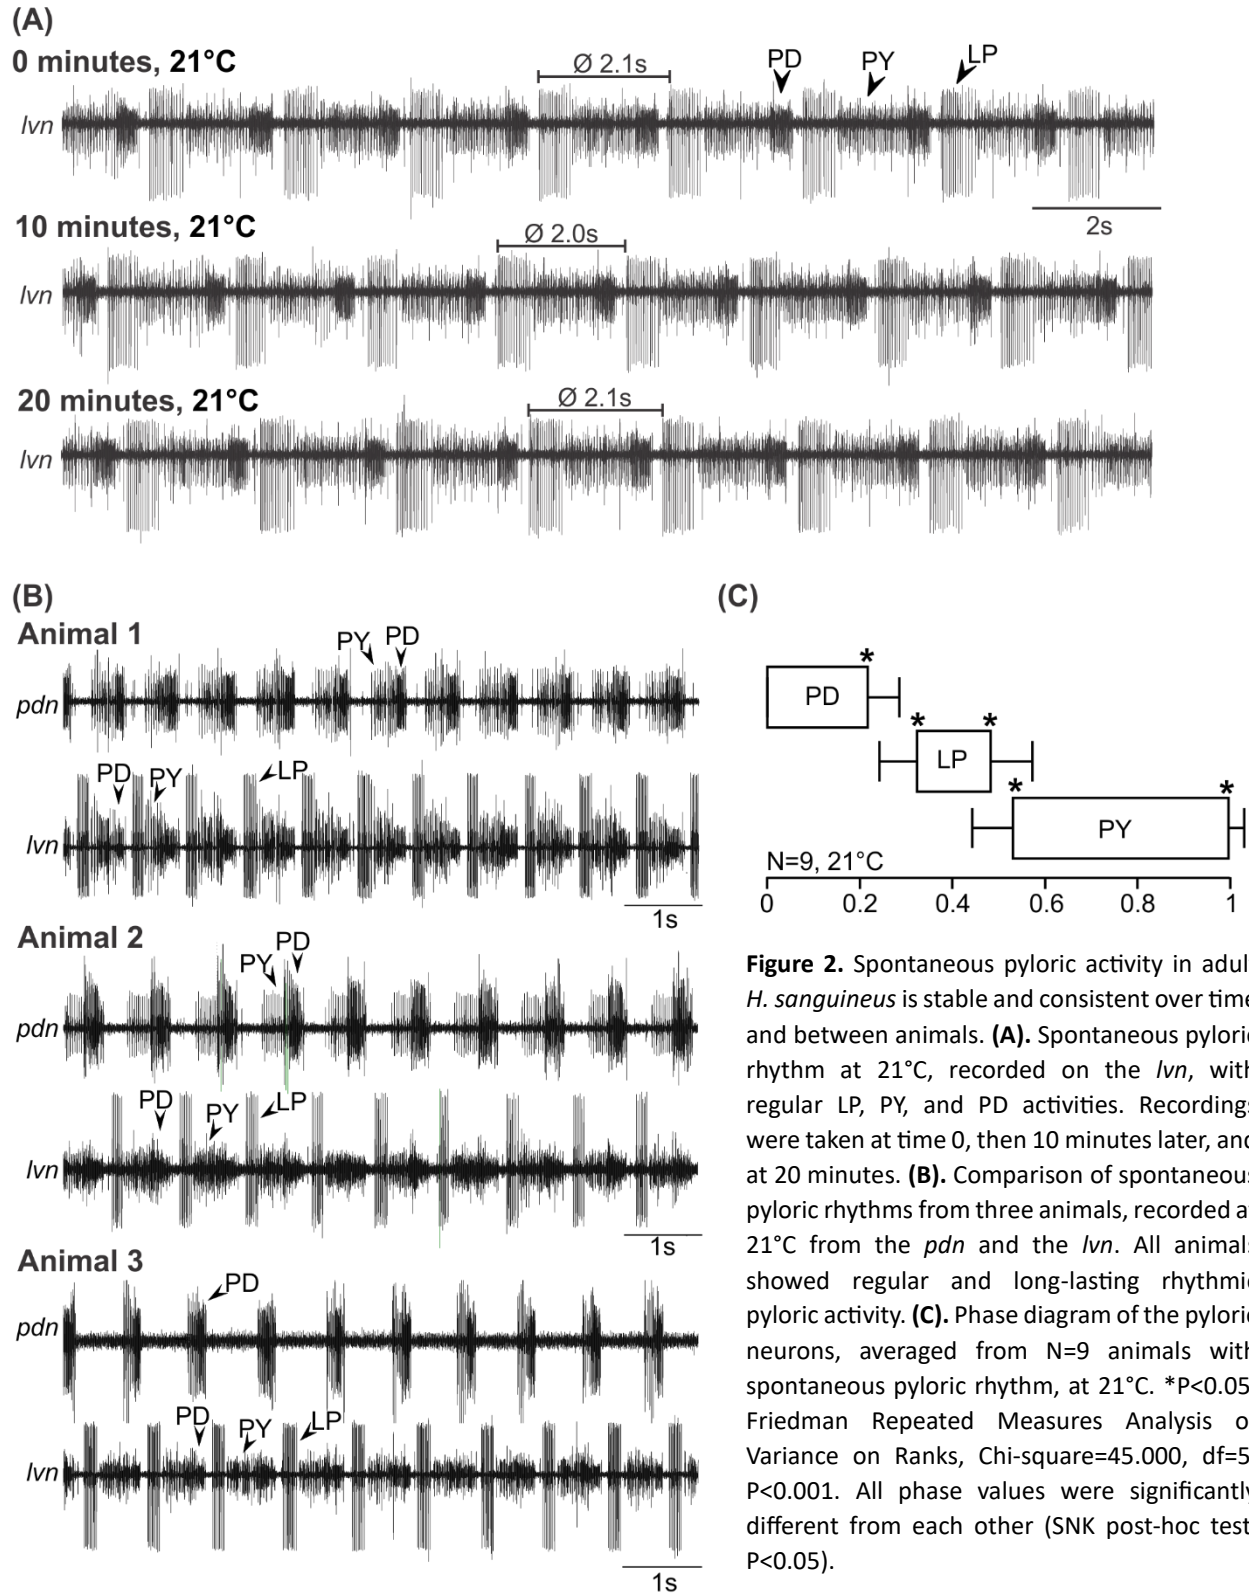 (A)
0 minutes, 21°C
Ø 2.1s
PD
PY
LP
lvn
2s
10 minutes, 21°C
Ø 2.0s
lvn
20 minutes, 21°C
Ø 2.1s
lvn
(B)
Animal 1
PY
PD
pdn
PD
PY
LP
lvn
1s
Animal 2
PD
PY
pdn
PD
PY
LP
lvn
1s
Animal 3
PD
pdn
PD
PY
LP
lvn
1s
(C)
*
PD
*
*
LP
*
*
PY
N=9, 21°C
0 0.2 0.4 0.6 0.8 1
Figure 2. Spontaneous pyloric activity in adul
H. sanguineus is stable and consistent over time
and between animals. (A). Spontaneous pyloric
rhythm at 21°C, recorded on the lvn, with
regular LP, PY, and PD activities. Recordings
were taken at time 0, then 10 minutes later, and
at 20 minutes. (B). Comparison of spontaneous
pyloric rhythms from three animals, recorded at
21°C from the pdn and the lvn. All animals
showed regular and long-lasting rhythmic
pyloric activity. (C). Phase diagram of the pyloric
neurons, averaged from N=9 animals with
spontaneous pyloric rhythm, at 21°C. *P<0.05
Friedman Repeated Measures Analysis o
Variance on Ranks, Chi-square=45.000, df=5
P<0.001. All phase values were significantly
different from each other (SNK post-hoc test
P<0.05).